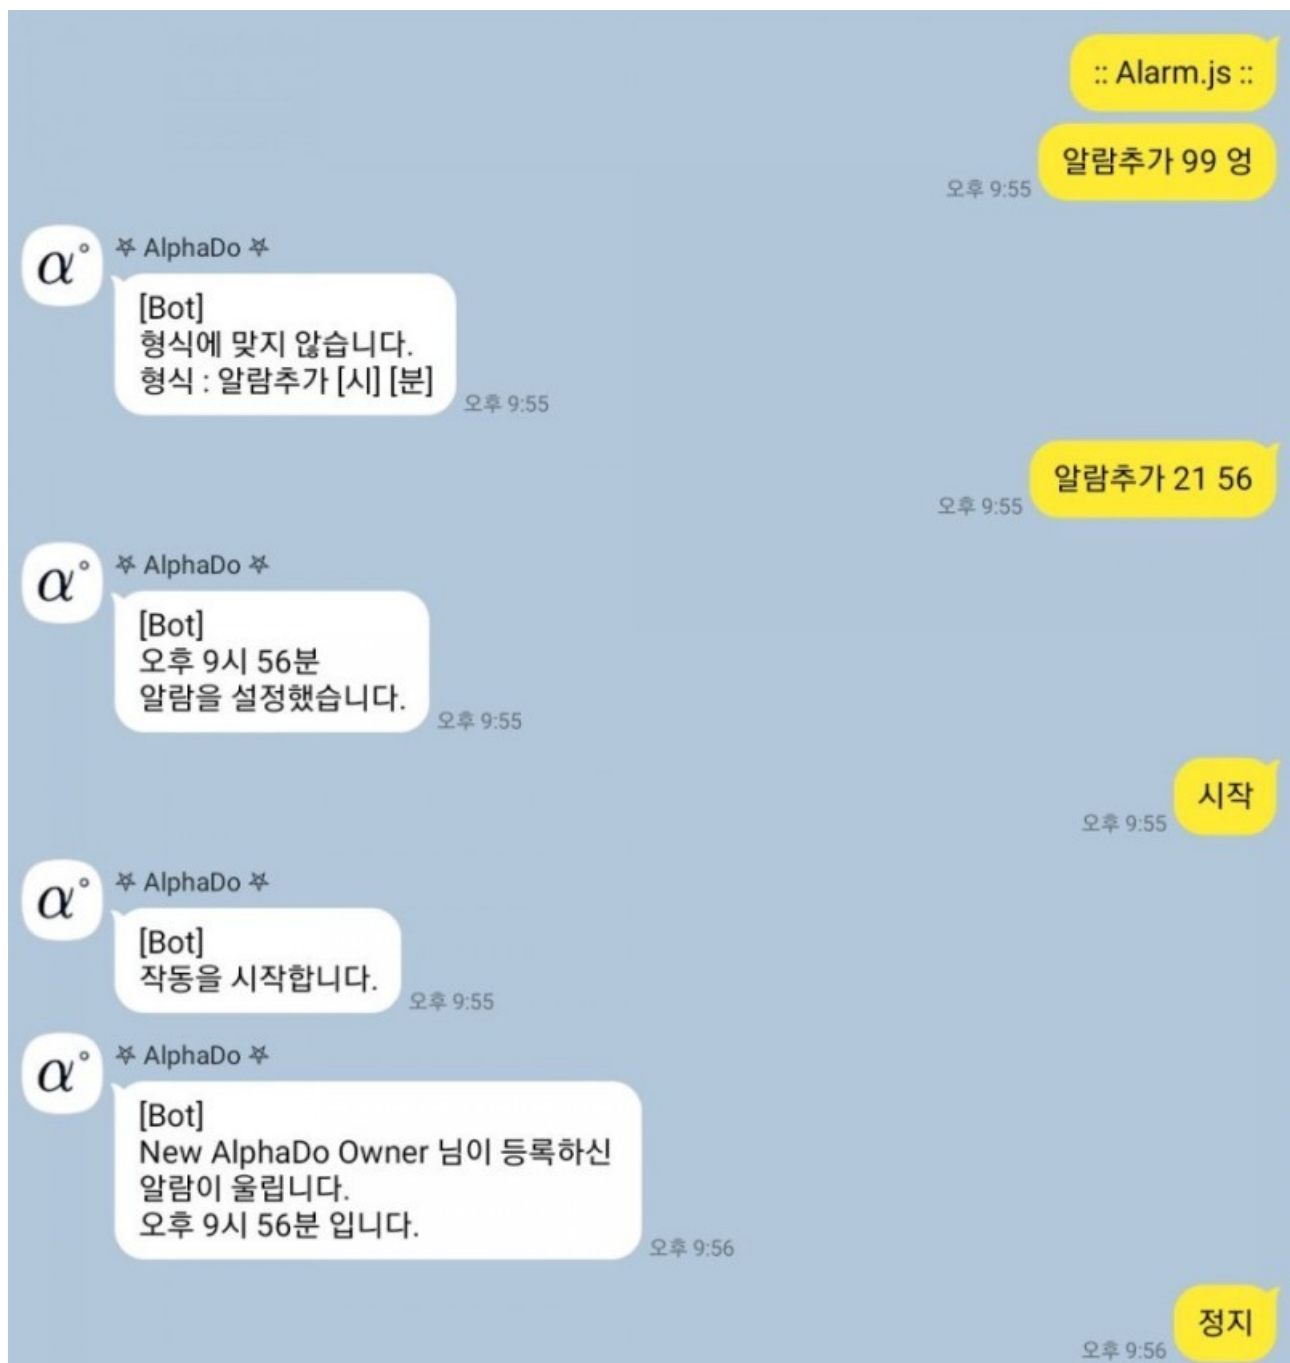 :: Alarm.js ::
알람추가 99 엉
오후 9:55
α°
⛧ AlphaDo ⛧
[Bot]
형식에 맞지 않습니다.
형식 : 알람추가 [시] [분]
오후 9:55
알람추가 21 56
오후 9:55
α°
⛧ AlphaDo ⛧
[Bot]
오후 9시 56분
알람을 설정했습니다.
오후 9:55
시작
오후 9:55
α°
⛧ AlphaDo ⛧
[Bot]
작동을 시작합니다.
오후 9:55
α°
⛧ AlphaDo ⛧
[Bot]
New AlphaDo Owner 님이 등록하신
알람이 울립니다.
오후 9시 56분 입니다.
오후 9:56
정지
오후 9:56